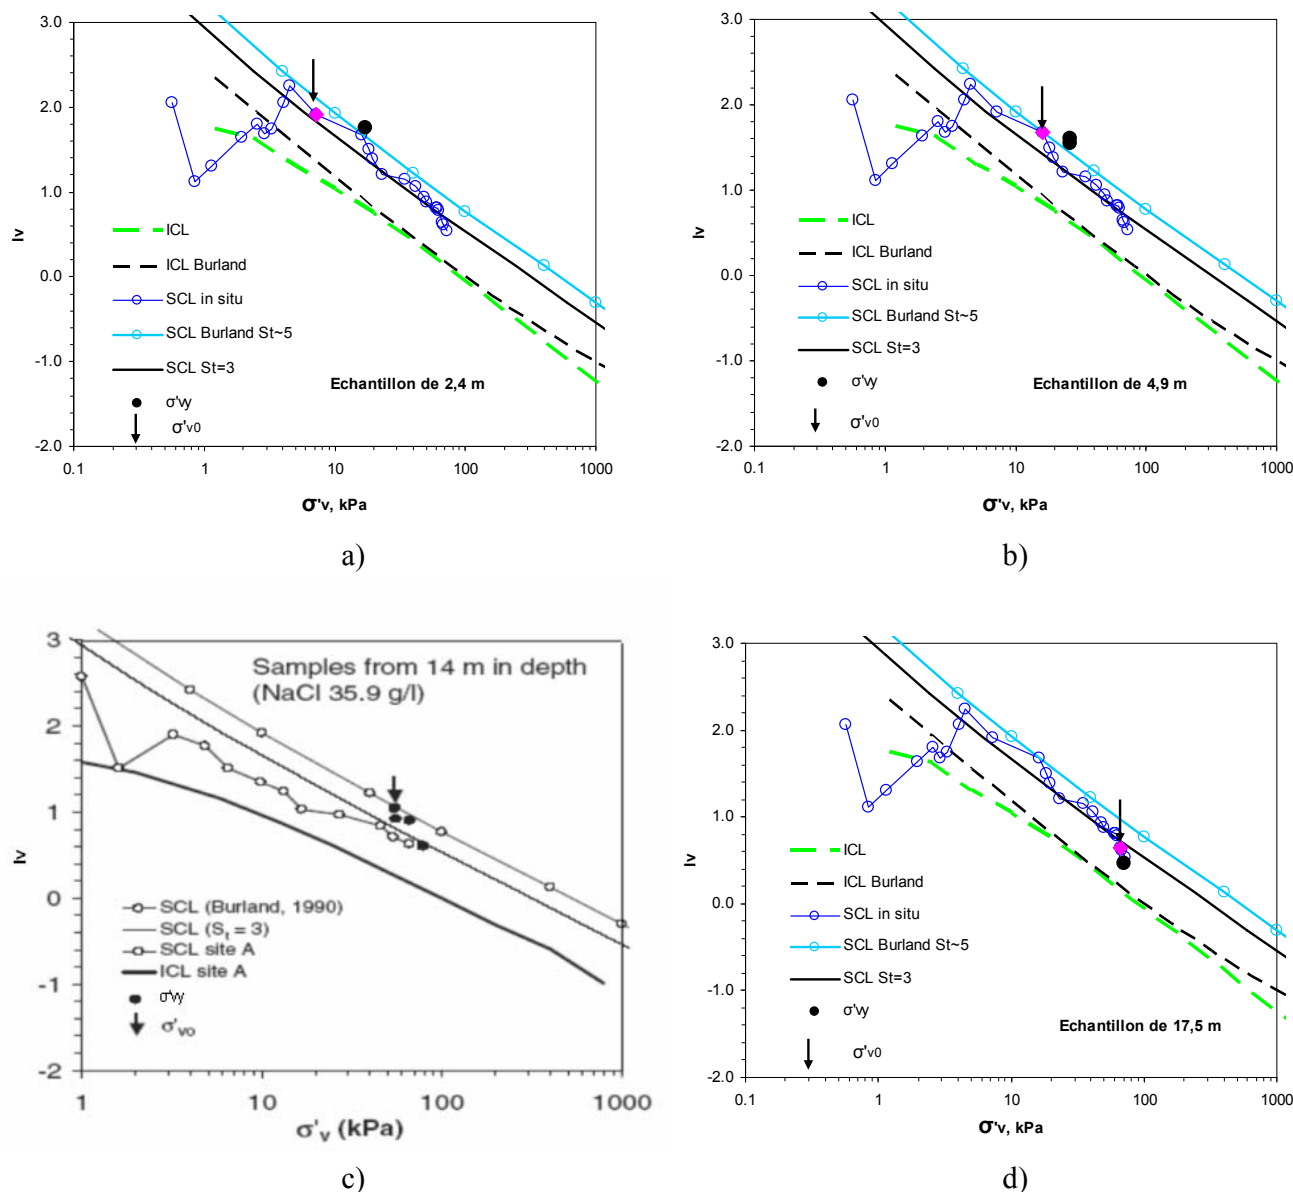 3.0
2.0
1.0
0.0
-1.0
-2.0
Iv
ICL
ICL Burland
SCL in situ
SCL Burland St~5
SCL St=3
σ'vy
σ'v0
Echantillon de 2,4 m
0.1 1 10 100 1000
σ'v, kPa
a)
3.0
2.0
1.0
0.0
-1.0
-2.0
Iv
ICL
ICL Burland
SCL in situ
SCL Burland St~5
SCL St=3
σ'vy
σ'v0
Echantillon de 4,9 m
0.1 1 10 100 1000
σ'v, kPa
b)
3
2
1
0
-1
-2
Iv
Samples from 14 m in depth
(NaCl 35.9 g/l)
SCL (Burland, 1990)
SCL (St = 3)
SCL site A
ICL site A
σ'vy
σ'vo
1 10 100 1000
σ'v (kPa)
c)
3.0
2.0
1.0
0.0
-1.0
-2.0
Iv
ICL
ICL Burland
SCL in situ
SCL Burland St~5
SCL St=3
σ'vy
σ'v0
Echantillon de 17,5 m
0.1 1 10 100 1000
σ'v, kPa
d)